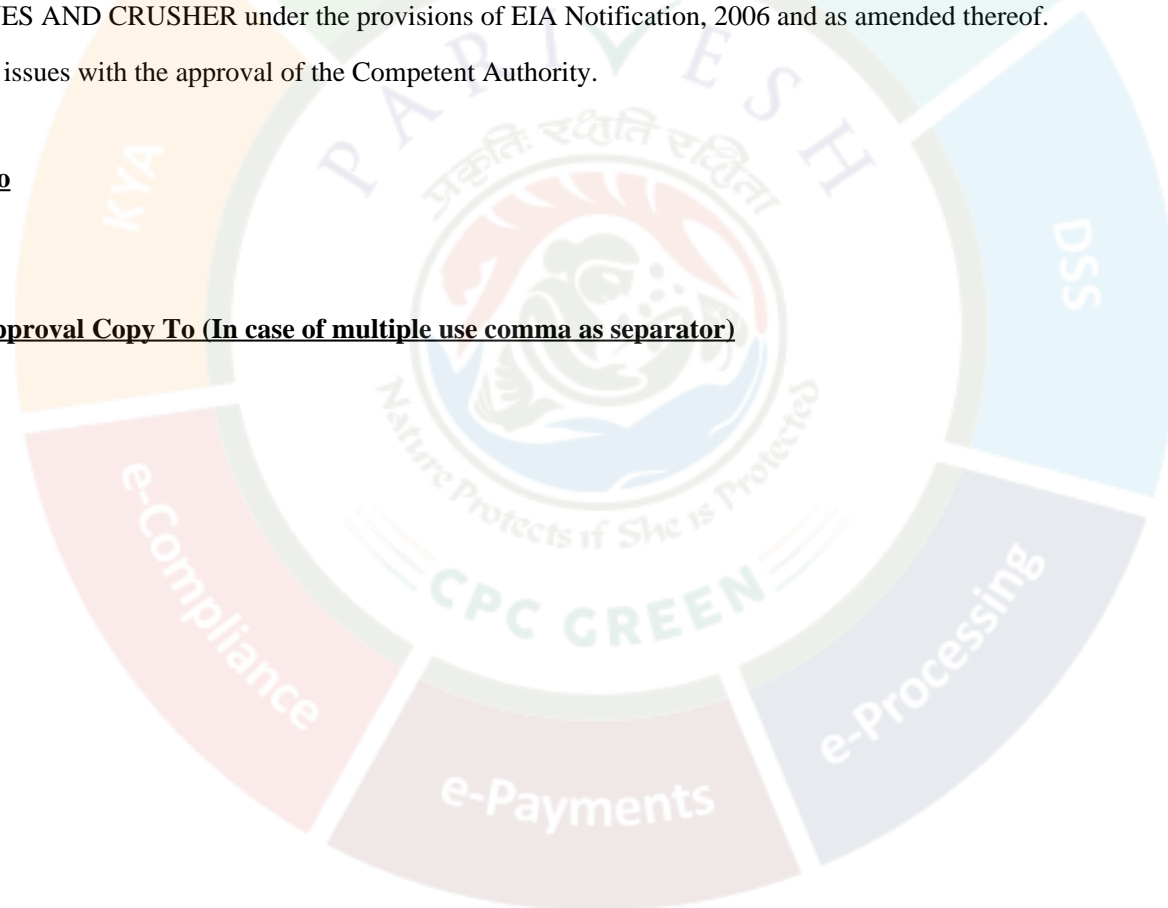 ES AND CRUSHER under the provisions of EIA Notification, 2006 and as amended thereof.
issues with the approval of the Competent Authority.
PARIVESH
प्रकृतिः रक्षति रक्षिता
KYA
DSS
o
pproval Copy To (In case of multiple use comma as separator)
Nature Protects if She is Protected
CPC GREEN
e-Compliance
e-Processing
e-Payments